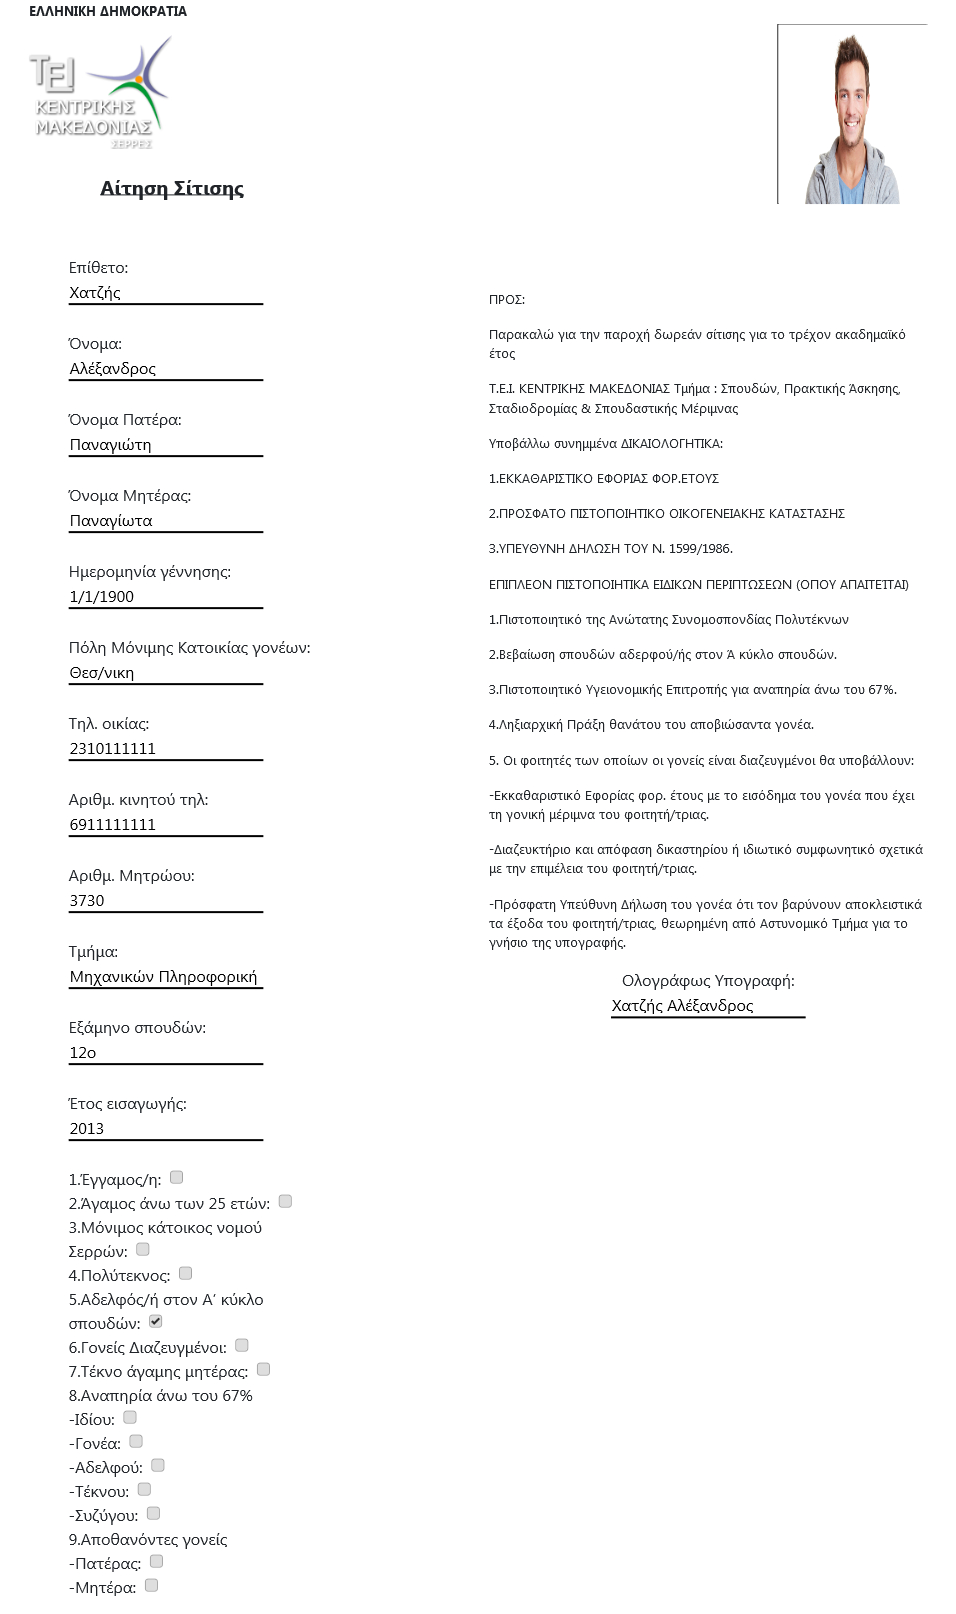 ΕΛΛΗΝΙΚΗ ΔΗΜΟΚΡΑΤΙΑ
ΤΕΙ
ΚΕΝΤΡΙΚΗΣ
ΜΑΚΕΔΟΝΙΑΣ
ΣΕΡΡΕΣ
Αίτηση Σίτισης
Επίθετο:
Χατζής
Όνομα:
Αλέξανδρος
Όνομα Πατέρα:
Παναγιώτη
Όνομα Μητέρας:
Παναγίωτα
Ημερομηνία γέννησης:
1/1/1900
Πόλη Μόνιμης Κατοικίας γονέων:
Θεσ/νικη
Τηλ. οικίας:
2310111111
Αριθμ. κινητού τηλ:
6911111111
Αριθμ. Μητρώου:
3730
Τμήμα:
Μηχανικών Πληροφορική
Εξάμηνο σπουδών:
12ο
Έτος εισαγωγής:
2013
1.Έγγαμος/η:
2.Άγαμος άνω των 25 ετών:
3.Μόνιμος κάτοικος νομού
Σερρών:
4.Πολύτεκνος:
5.Αδελφός/ή στον Α’ κύκλο
σπουδών:
6.Γονείς Διαζευγμένοι:
7.Τέκνο άγαμης μητέρας:
8.Αναπηρία άνω του 67%
-Ιδίου:
-Γονέα:
-Αδελφού:
-Τέκνου:
-Συζύγου:
9.Αποθανόντες γονείς
-Πατέρας:
-Μητέρα:
ΠΡΟΣ:
Παρακαλώ για την παροχή δωρεάν σίτισης για το τρέχον ακαδημαϊκό
έτος
Τ.Ε.Ι. ΚΕΝΤΡΙΚΗΣ ΜΑΚΕΔΟΝΙΑΣ Τμήμα : Σπουδών, Πρακτικής Άσκησης,
Σταδιοδρομίας & Σπουδαστικής Μέριμνας
Υποβάλλω συνημμένα ΔΙΚΑΙΟΛΟΓΗΤΙΚΑ:
1.ΕΚΚΑΘΑΡΙΣΤΙΚΟ ΕΦΟΡΙΑΣ ΦΟΡ.ΕΤΟΥΣ
2.ΠΡΟΣΦΑΤΟ ΠΙΣΤΟΠΟΙΗΤΙΚΟ ΟΙΚΟΓΕΝΕΙΑΚΗΣ ΚΑΤΑΣΤΑΣΗΣ
3.ΥΠΕΥΘΥΝΗ ΔΗΛΩΣΗ ΤΟΥ Ν. 1599/1986.
ΕΠΙΠΛΕΟΝ ΠΙΣΤΟΠΟΙΗΤΙΚΑ ΕΙΔΙΚΩΝ ΠΕΡΙΠΤΩΣΕΩΝ (ΟΠΟΥ ΑΠΑΙΤΕΊΤΑΙ)
1.Πιστοποιητικό της Ανώτατης Συνομοσπονδίας Πολυτέκνων
2.Βεβαίωση σπουδών αδερφού/ής στον Ά κύκλο σπουδών.
3.Πιστοποιητικό Υγειονομικής Επιτροπής για αναπηρία άνω του 67%.
4.Ληξιαρχική Πράξη θανάτου του αποβιώσαντα γονέα.
5. Οι φοιτητές των οποίων οι γονείς είναι διαζευγμένοι θα υποβάλλουν:
-Εκκαθαριστικό Εφορίας φορ. έτους με το εισόδημα του γονέα που έχει
τη γονική μέριμνα του φοιτητή/τριας.
-Διαζευκτήριο και απόφαση δικαστηρίου ή ιδιωτικό συμφωνητικό σχετικά
με την επιμέλεια του φοιτητή/τριας.
-Πρόσφατη Υπεύθυνη Δήλωση του γονέα ότι τον βαρύνουν αποκλειστικά
τα έξοδα του φοιτητή/τριας, θεωρημένη από Αστυνομικό Τμήμα για το
γνήσιο της υπογραφής.
Ολογράφως Υπογραφή:
Χατζής Αλέξανδρος